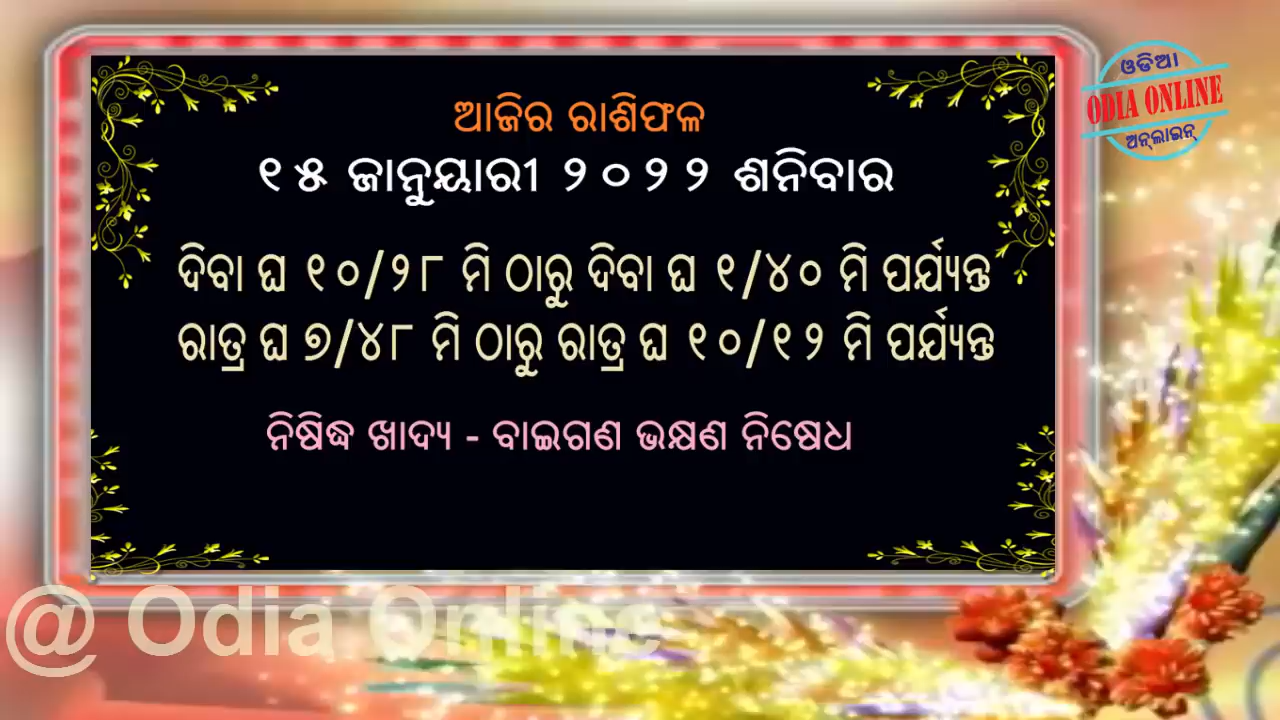 ଓଡିଆ
ODIA ONLINE
ଅନ୍‌ଲାଇନ୍
ଆଜିର ରାଶିଫଳ
୧୫ ଜାନୁୟାରୀ ୨୦୨୨ ଶନିବାର
ଦିବା ଘ ୧୦/୨୮ ମି ଠାରୁ ଦିବା ଘ ୧/୪୦ ମି ପର୍ଯ୍ୟନ୍ତ
ରାତ୍ର ଘ ୭/୪୮ ମି ଠାରୁ ରାତ୍ର ଘ ୧୦/୧୨ ମି ପର୍ଯ୍ୟନ୍ତ
ନିଷିଦ୍ଧ ଖାଦ୍ୟ - ବାଇଗଣ ଭକ୍ଷଣ ନିଷେଧ
@ Odia Online